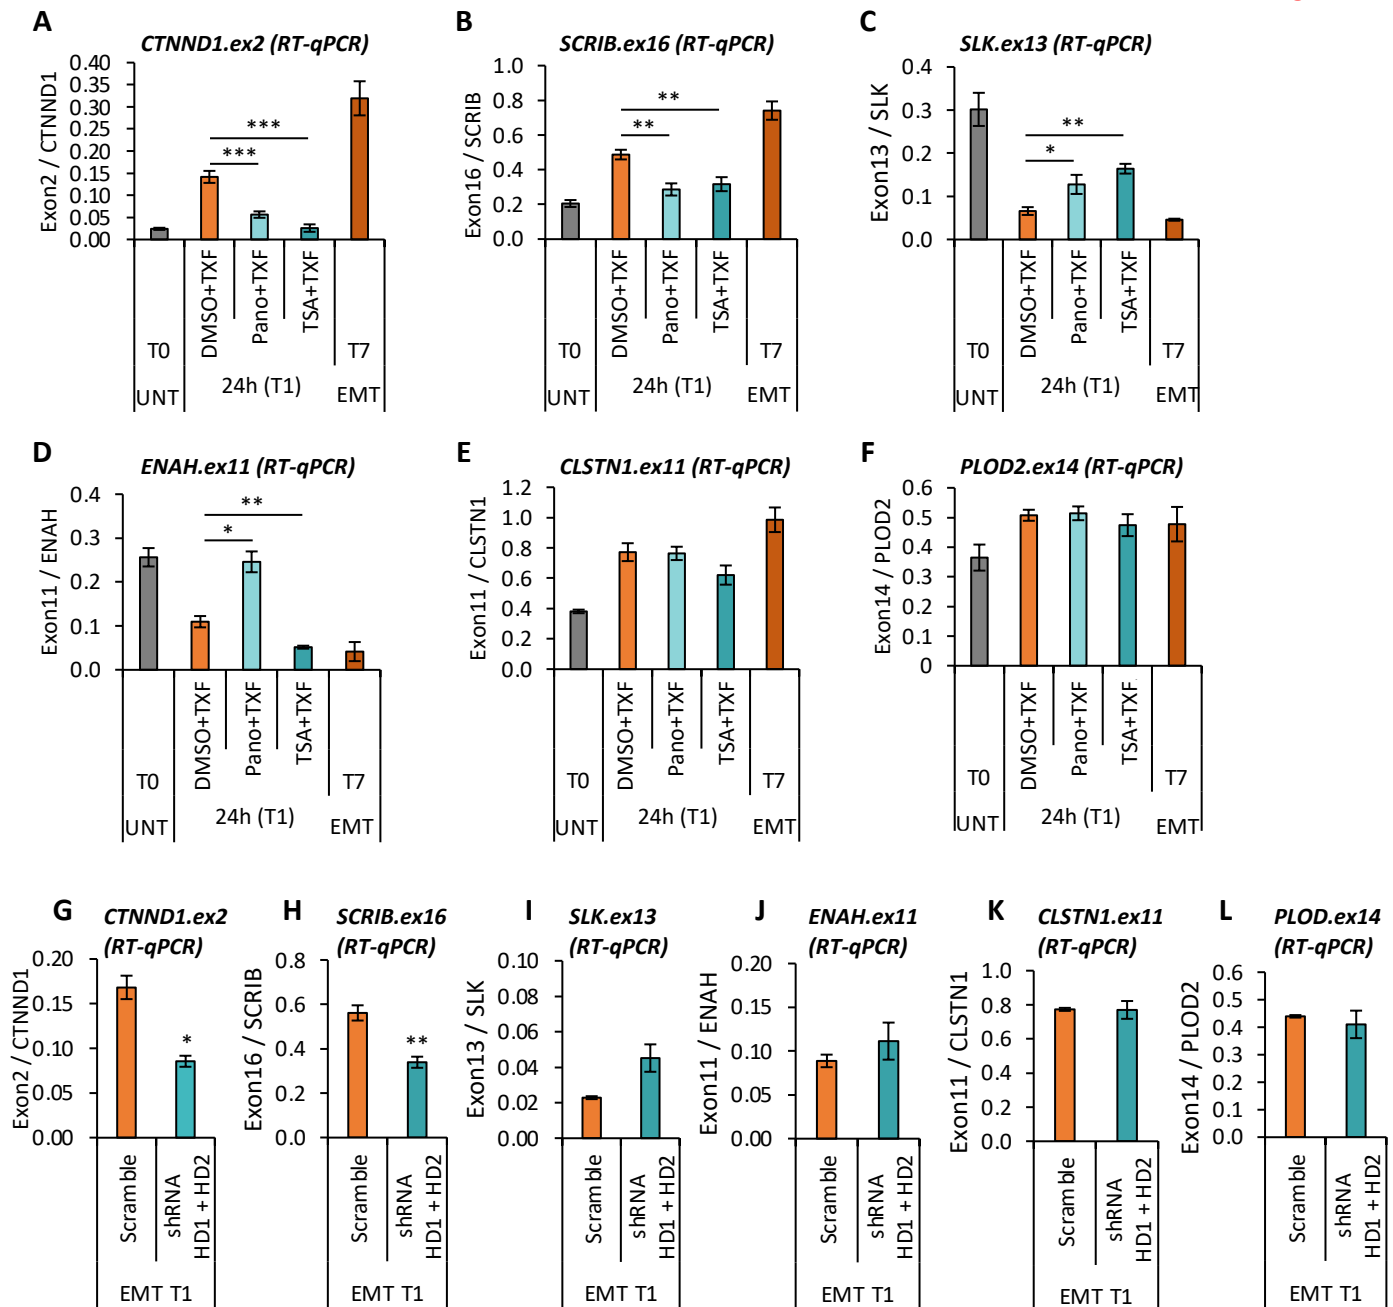 A
CTNND1.ex2 (RT-qPCR)
Exon2 / CTNND1
0.40
0.35
0.30
0.25
0.20
0.15
0.10
0.05
0.00
***
***
DMSO+TXF
Pano+TXF
TSA+TXF
T0
T7
24h (T1)
UNT
EMT
B
SCRIB.ex16 (RT-qPCR)
Exon16 / SCRIB
1.0
0.8
0.6
0.4
0.2
0.0
**
**
DMSO+TXF
Pano+TXF
TSA+TXF
T0
T7
24h (T1)
UNT
EMT
C
SLK.ex13 (RT-qPCR)
Exon13 / SLK
0.4
0.3
0.2
0.1
0.0
**
*
DMSO+TXF
Pano+TXF
TSA+TXF
T0
T7
24h (T1)
UNT
EMT
D
ENAH.ex11 (RT-qPCR)
Exon11 / ENAH
0.4
0.3
0.2
0.1
0.0
**
*
DMSO+TXF
Pano+TXF
TSA+TXF
T0
T7
24h (T1)
UNT
EMT
E
CLSTN1.ex11 (RT-qPCR)
Exon11 / CLSTN1
1.2
1.0
0.8
0.6
0.4
0.2
0.0
DMSO+TXF
Pano+TXF
TSA+TXF
T0
T7
24h (T1)
UNT
EMT
F
PLOD2.ex14 (RT-qPCR)
Exon14 / PLOD2
0.6
0.5
0.4
0.3
0.2
0.1
0
DMSO+TXF
Pano+TXF
TSA+TXF
T0
T7
24h (T1)
UNT
EMT
G
CTNND1.ex2
(RT-qPCR)
Exon2 / CTNND1
0.20
0.15
0.10
0.05
0.00
*
Scramble
shRNA
HD1 + HD2
EMT T1
H
SCRIB.ex16
(RT-qPCR)
Exon16 / SCRIB
0.8
0.6
0.4
0.2
0.0
**
Scramble
shRNA
HD1 + HD2
EMT T1
I
SLK.ex13
(RT-qPCR)
Exon13 / SLK
0.10
0.08
0.06
0.04
0.02
0.00
Scramble
shRNA
HD1 + HD2
EMT T1
J
ENAH.ex11
(RT-qPCR)
Exon11 / ENAH
0.20
0.15
0.10
0.05
0.00
Scramble
shRNA
HD1 + HD2
EMT T1
K
CLSTN1.ex11
(RT-qPCR)
Exon11 / CLSTN1
1.0
0.8
0.6
0.4
0.2
0.0
Scramble
shRNA
HD1 + HD2
EMT T1
L
PLOD.ex14
(RT-qPCR)
Exon14 / PLOD2
0.6
0.5
0.4
0.3
0.2
0.1
0.0
Scramble
shRNA
HD1 + HD2
EMT T1